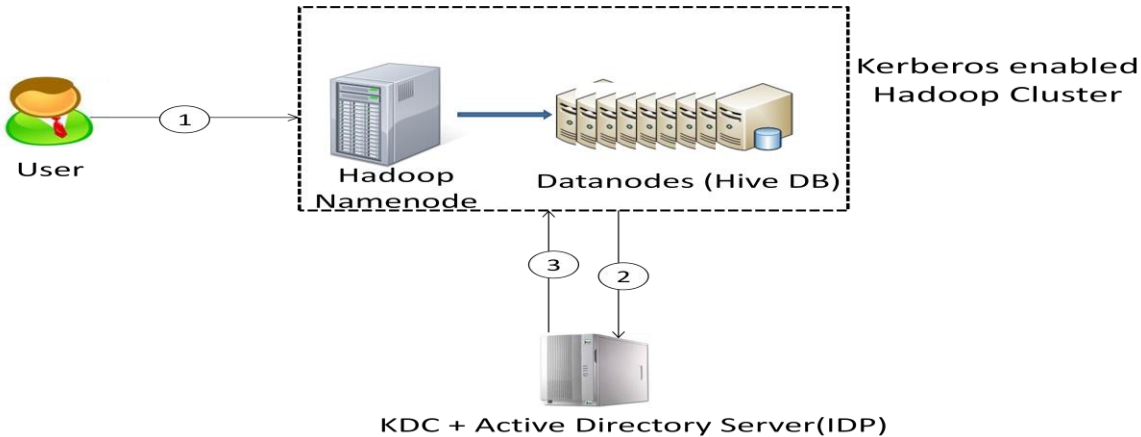 Kerberos enabled
Hadoop Cluster
1
User
Hadoop
Namenode
Datanodes (Hive DB)
3
2
KDC + Active Directory Server(IDP)